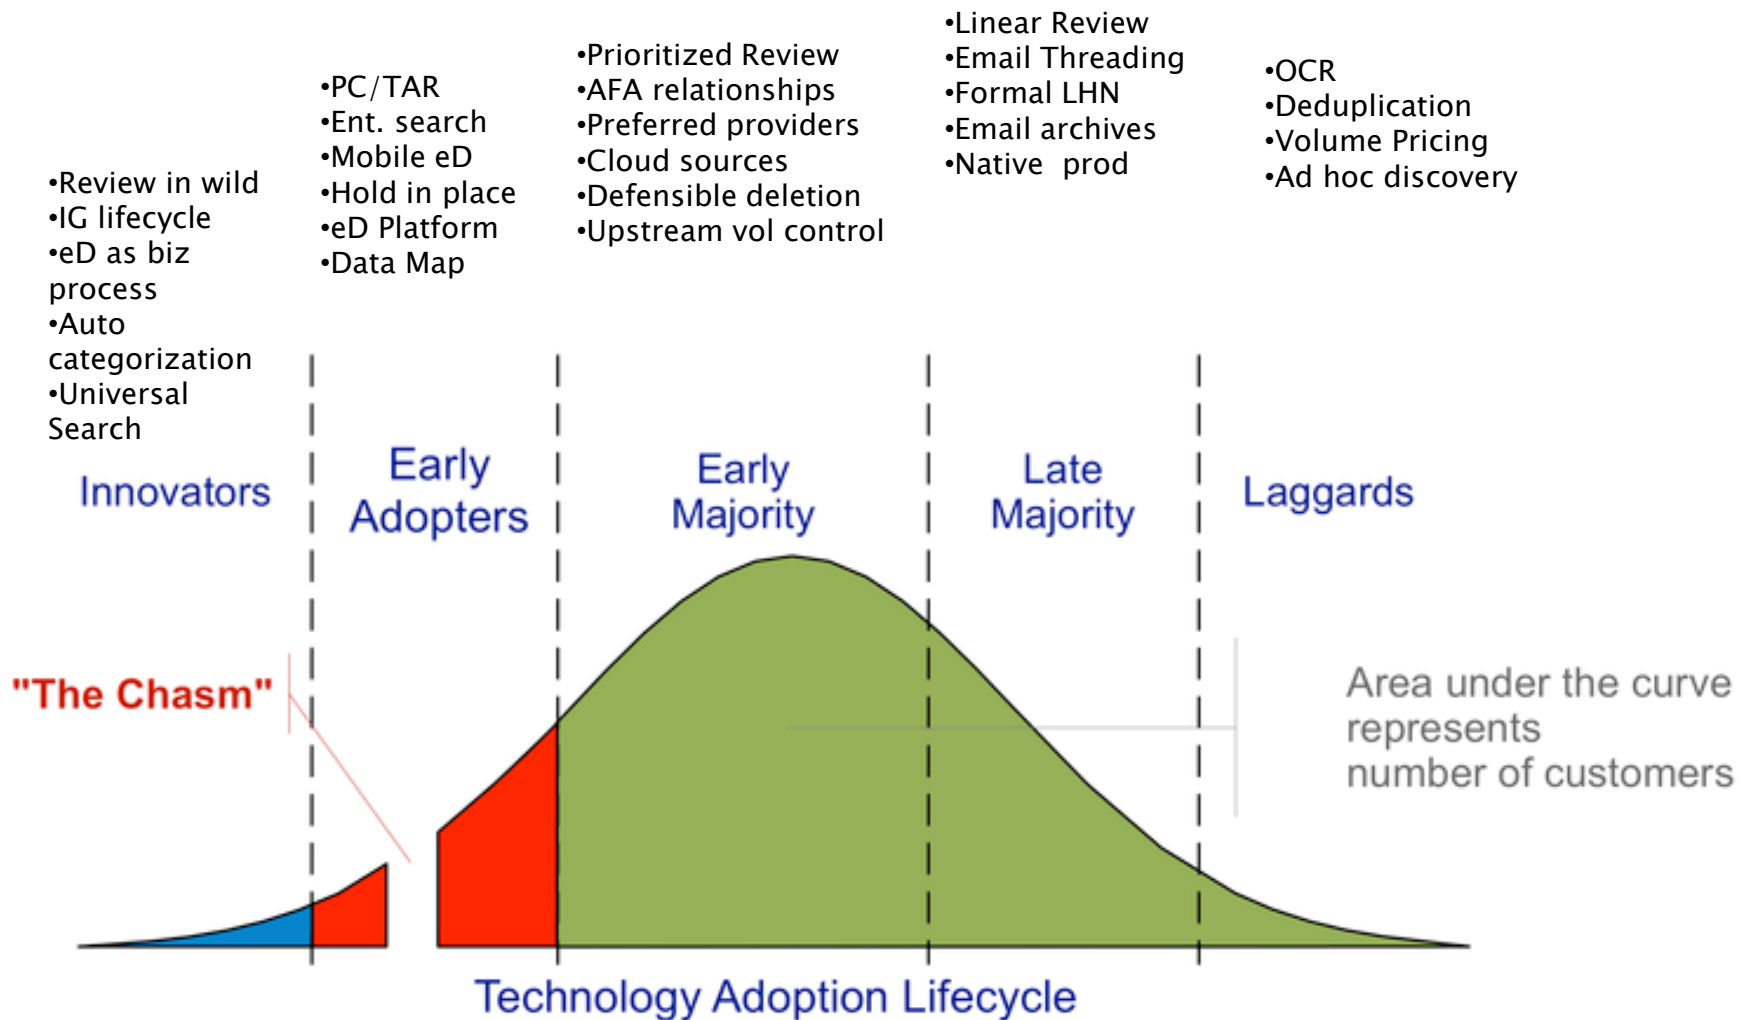 •Review in wild
•IG lifecycle
•eD as biz
process
•Auto
categorization
•Universal
Search
•PC/TAR
•Ent. search
•Mobile eD
•Hold in place
•eD Platform
•Data Map
•Prioritized Review
•AFA relationships
•Preferred providers
•Cloud sources
•Defensible deletion
•Upstream vol control
•Linear Review
•Email Threading
•Formal LHN
•Email archives
•Native  prod
•OCR
•Deduplication
•Volume Pricing
•Ad hoc discovery
Innovators
Early
Adopters
Early
Majority
Late
Majority
Laggards
"The Chasm"
Area under the curve
represents
number of customers
Technology Adoption Lifecycle